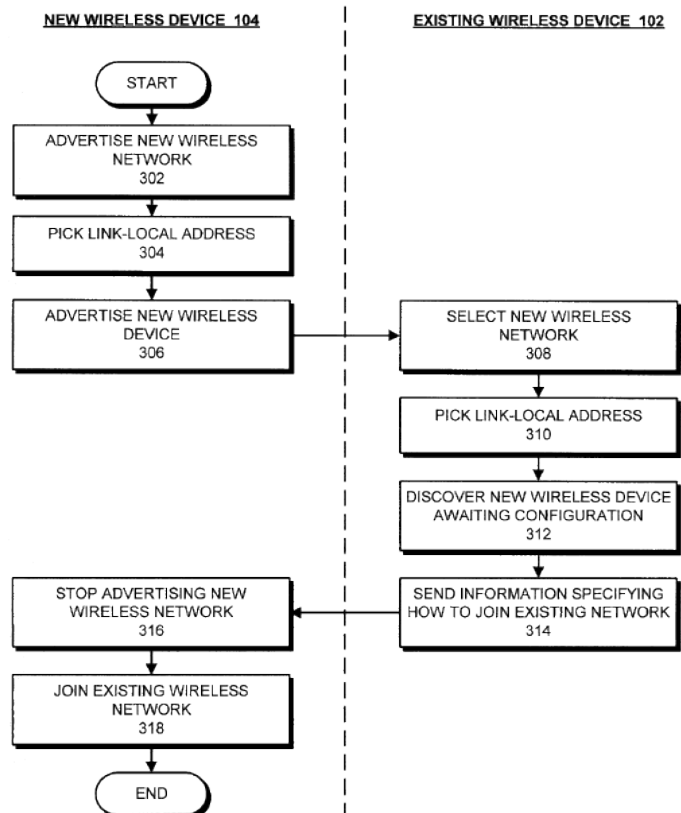 NEW WIRELESS DEVICE 104
EXISTING WIRELESS DEVICE 102
START
ADVERTISE NEW WIRELESS
NETWORK
302
PICK LINK-LOCAL ADDRESS
304
ADVERTISE NEW WIRELESS
DEVICE
306
SELECT NEW WIRELESS
NETWORK
308
PICK LINK-LOCAL ADDRESS
310
DISCOVER NEW WIRELESS DEVICE
AWAITING CONFIGURATION
312
SEND INFORMATION SPECIFYING
HOW TO JOIN EXISTING NETWORK
314
STOP ADVERTISING NEW
WIRELESS NETWORK
316
JOIN EXISTING WIRELESS
NETWORK
318
END